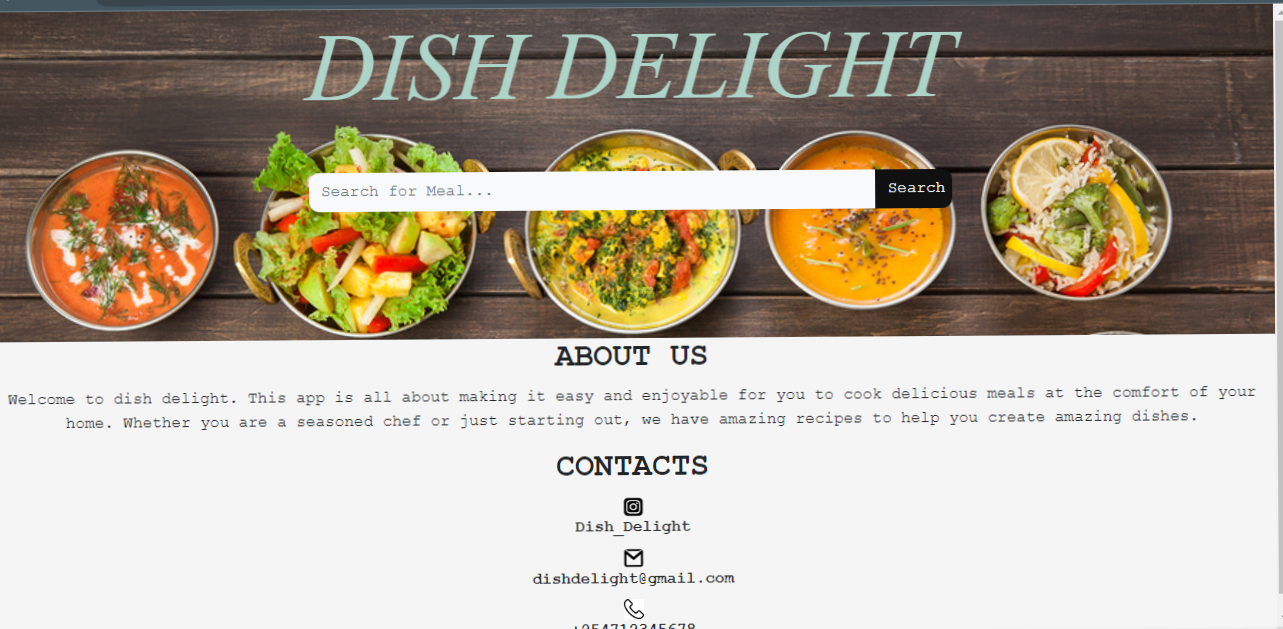 DISH DELIGHT
Search for Meal...
Search
ABOUT US
Welcome to dish delight. This app is all about making it easy and enjoyable for you to cook delicious meals at the comfort of your
home. Whether you are a seasoned chef or just starting out, we have amazing recipes to help you create amazing dishes.
CONTACTS
Dish_Delight
dishdelight@gmail.com
+254712345678